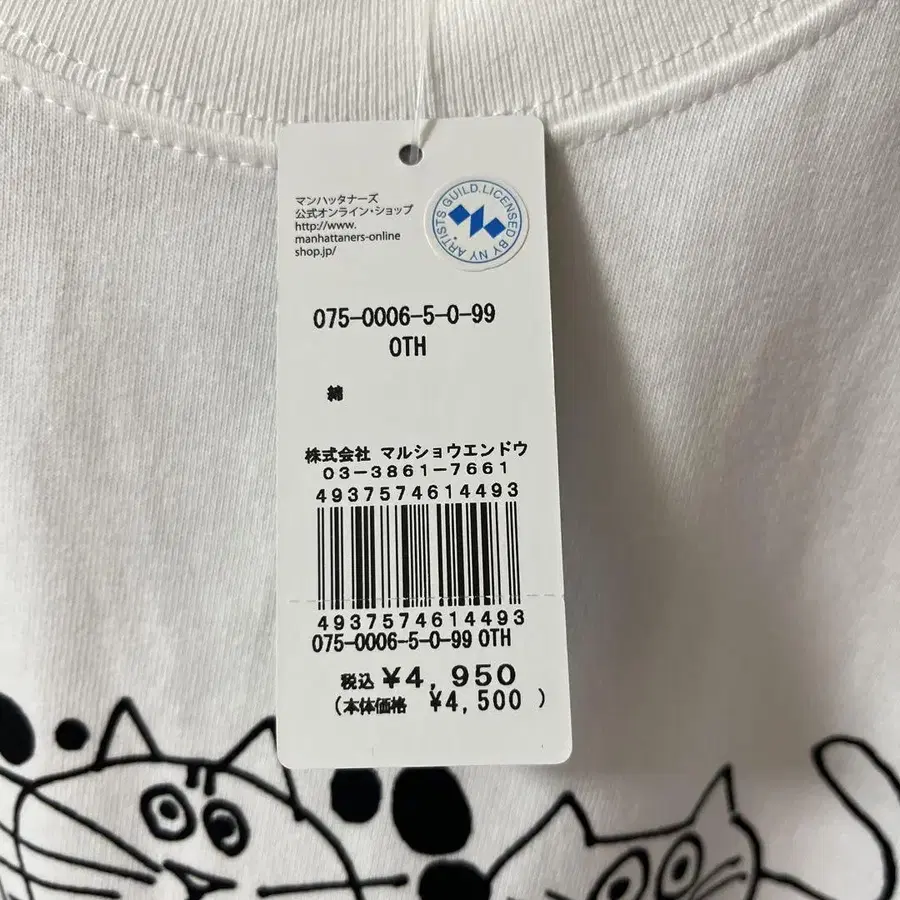 マンハッタナーズ
公式オンライン・ショップ
http://www.
manhattaners-online
shop.jp/
GUILD.LICENSED BY NY ARTISTS
075-0006-5-0-99
OTH
綿
株式会社 マルショウエンドウ
03-3861-7661
4937574614493
4937574614493
075-0006-5-0-99 OTH
税込 ¥4,950
(本体価格 ¥4,500 )